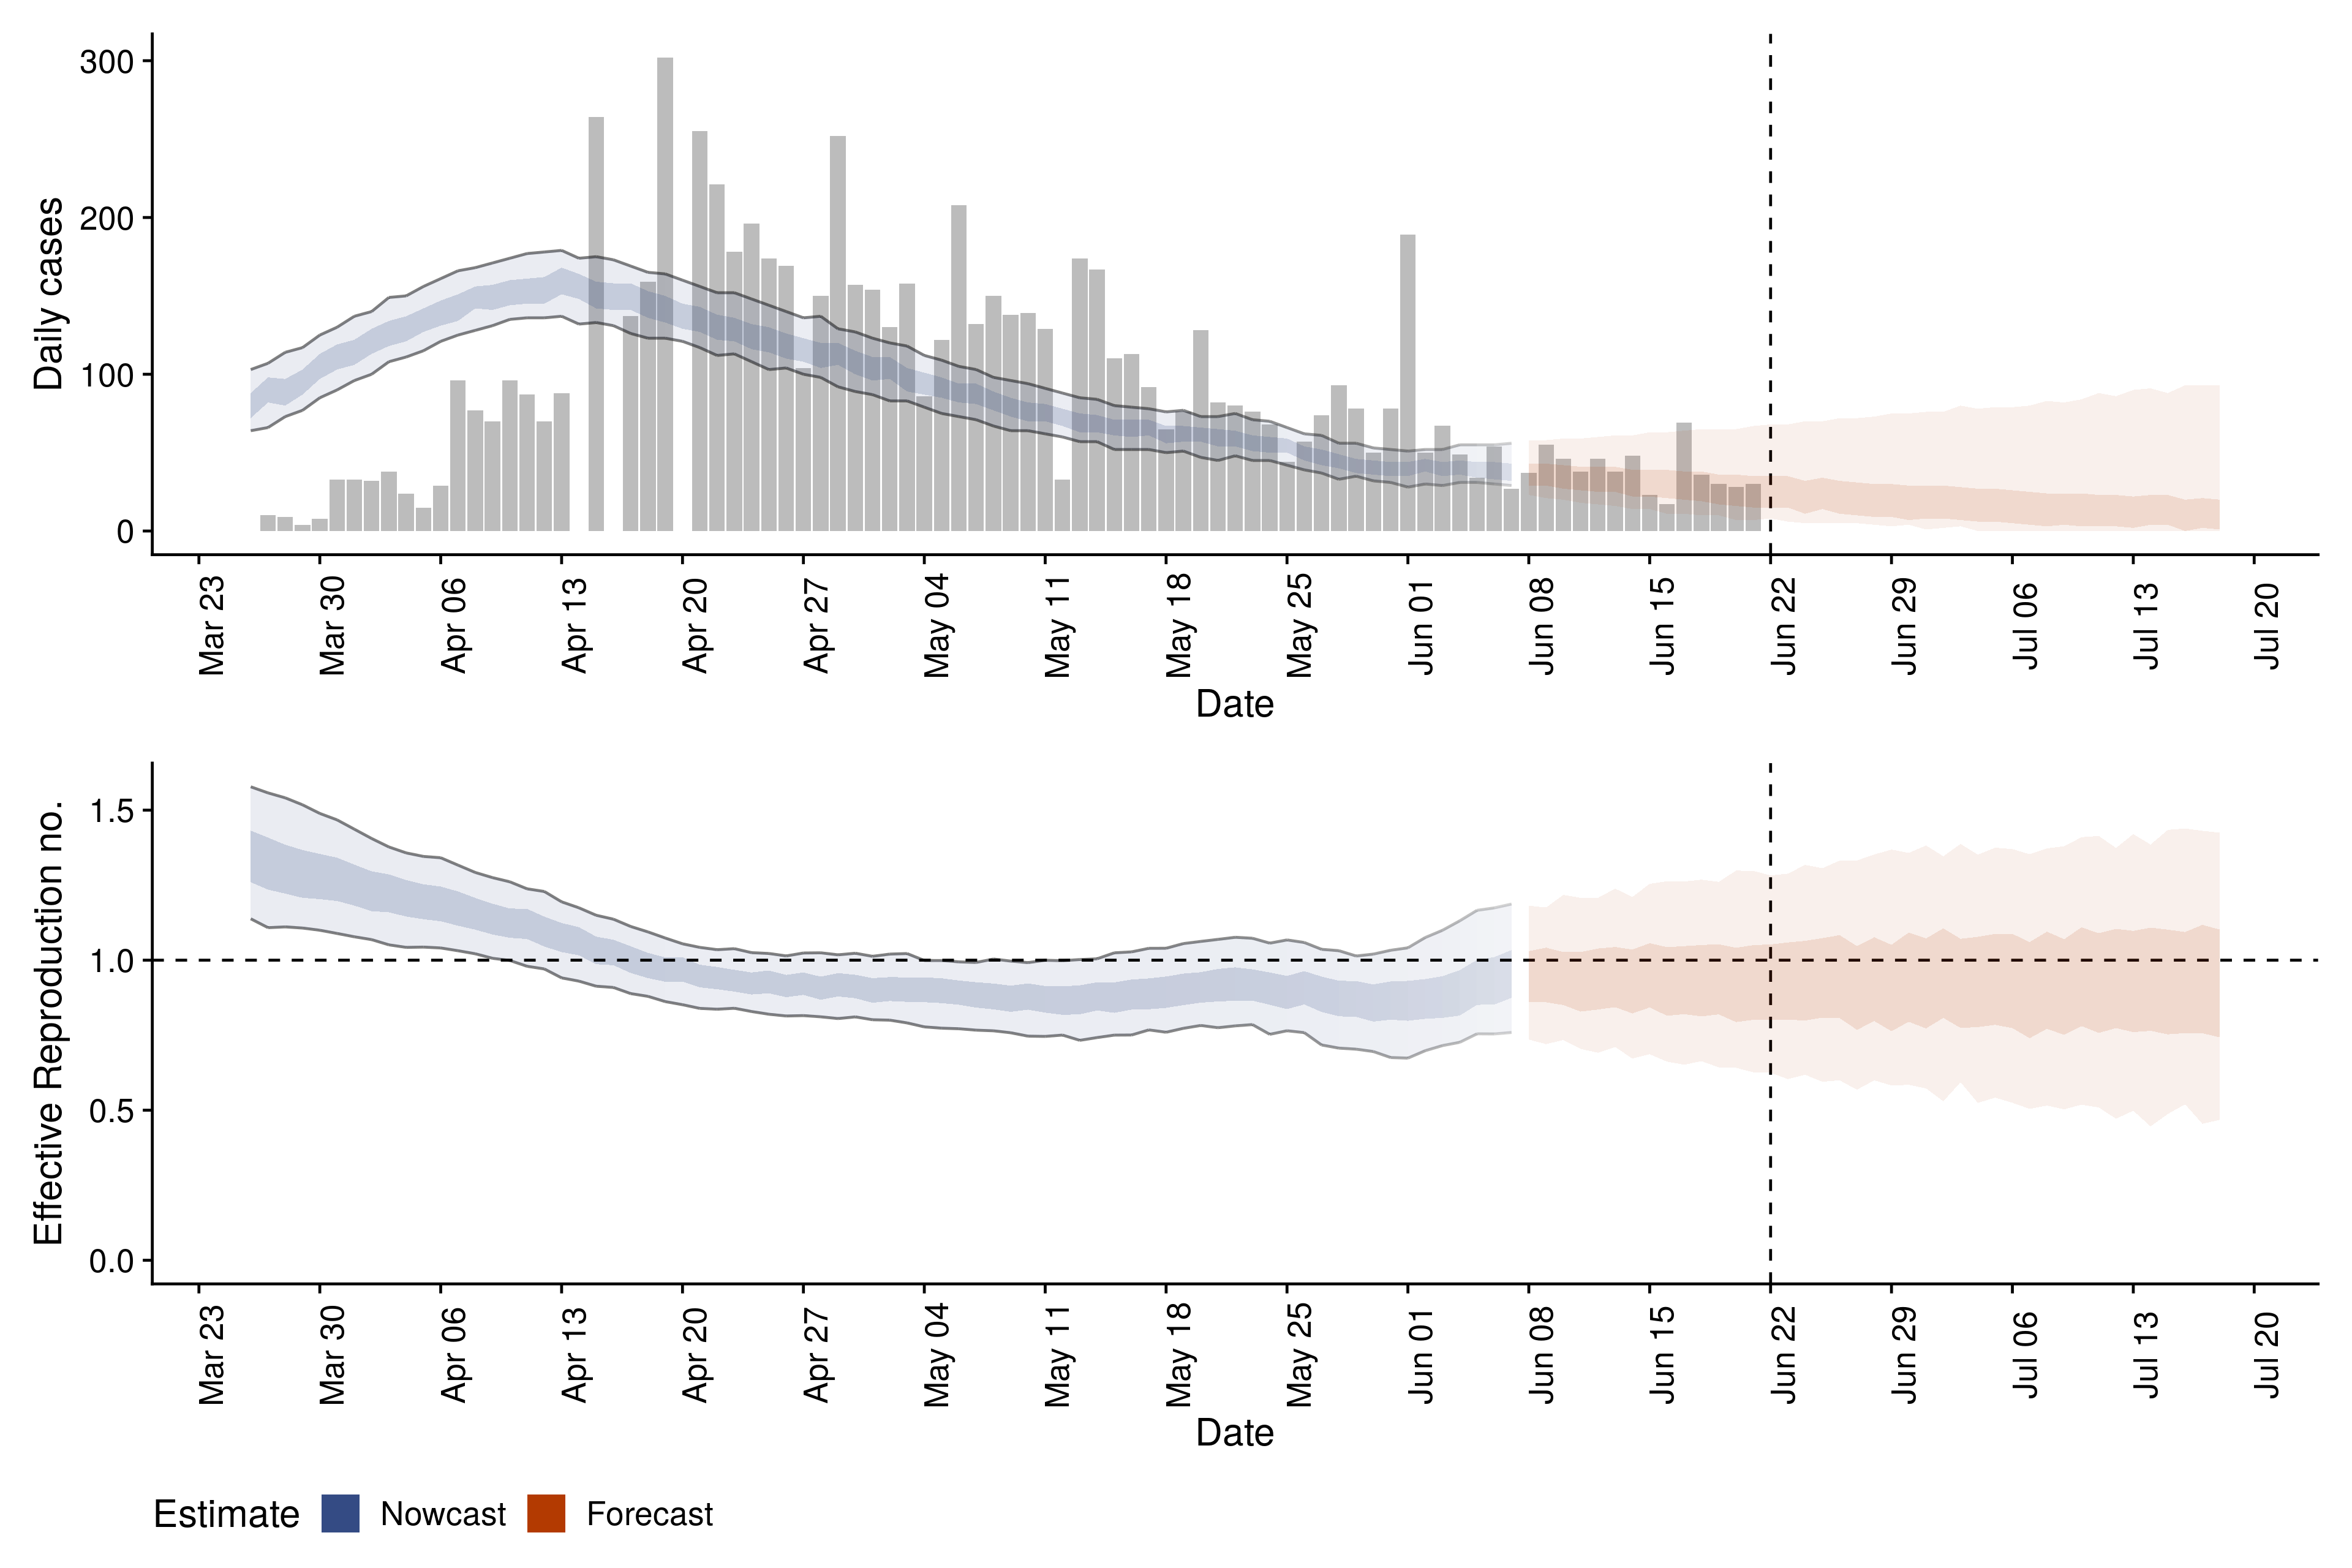 300
200
100
0
Daily cases
Mar 23 Mar 30 Apr 06 Apr 13 Apr 20 Apr 27 May 04 May 11 May 18 May 25 Jun 01 Jun 08 Jun 15 Jun 22 Jun 29 Jul 06 Jul 13 Jul 20
Date
1.5
1.0
0.5
0.0
Effective Reproduction no.
Mar 23 Mar 30 Apr 06 Apr 13 Apr 20 Apr 27 May 04 May 11 May 18 May 25 Jun 01 Jun 08 Jun 15 Jun 22 Jun 29 Jul 06 Jul 13 Jul 20
Date
Estimate Nowcast Forecast